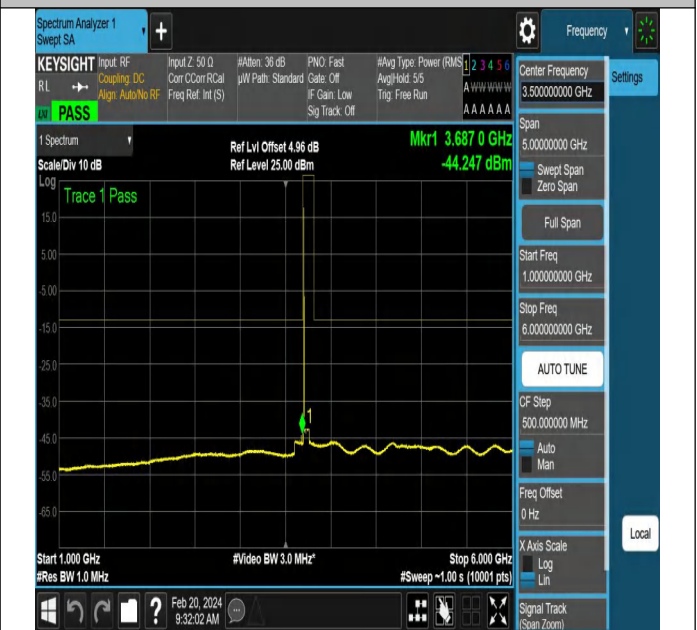 Spectrum Analyzer 1
Swept SA
Frequency
KEYSIGHT
RL
Input: RF
Coupling: DC
Align: Auto/No RF
Input Z: 50 Ω
Corr CCorr RCal
Freq Ref: Int (S)
#Atten: 36 dB
µW Path: Standard
PNO: Fast
Gate: Off
IF Gain: Low
Sig Track: Off
#Avg Type: Power (RMS
Avg|Hold: 5/5
Trig: Free Run
1 2 3 4 5 6
A W W W W W
A A A A A A
PASS
1 Spectrum
Scale/Div 10 dB
Ref Lvl Offset 4.96 dB
Ref Level 25.00 dBm
Mkr1 3.687 0 GHz
-44.247 dBm
Log
Trace 1 Pass
15.0
5.00
-5.00
-15.0
-25.0
-35.0
-45.0
-55.0
-65.0
1
Start 1.000 GHz
#Res BW 1.0 MHz
#Video BW 3.0 MHz*
Stop 6.000 GHz
#Sweep ~1.00 s (10001 pts)
Feb 20, 2024
9:32:02 AM
Center Frequency
3.500000000 GHz
Settings
Span
5.00000000 GHz
Swept Span
Zero Span
Full Span
Start Freq
1.000000000 GHz
Stop Freq
6.000000000 GHz
AUTO TUNE
CF Step
500.000000 MHz
Auto
Man
Freq Offset
0 Hz
X Axis Scale
Log
Lin
Local
Signal Track
(Span Zoom)